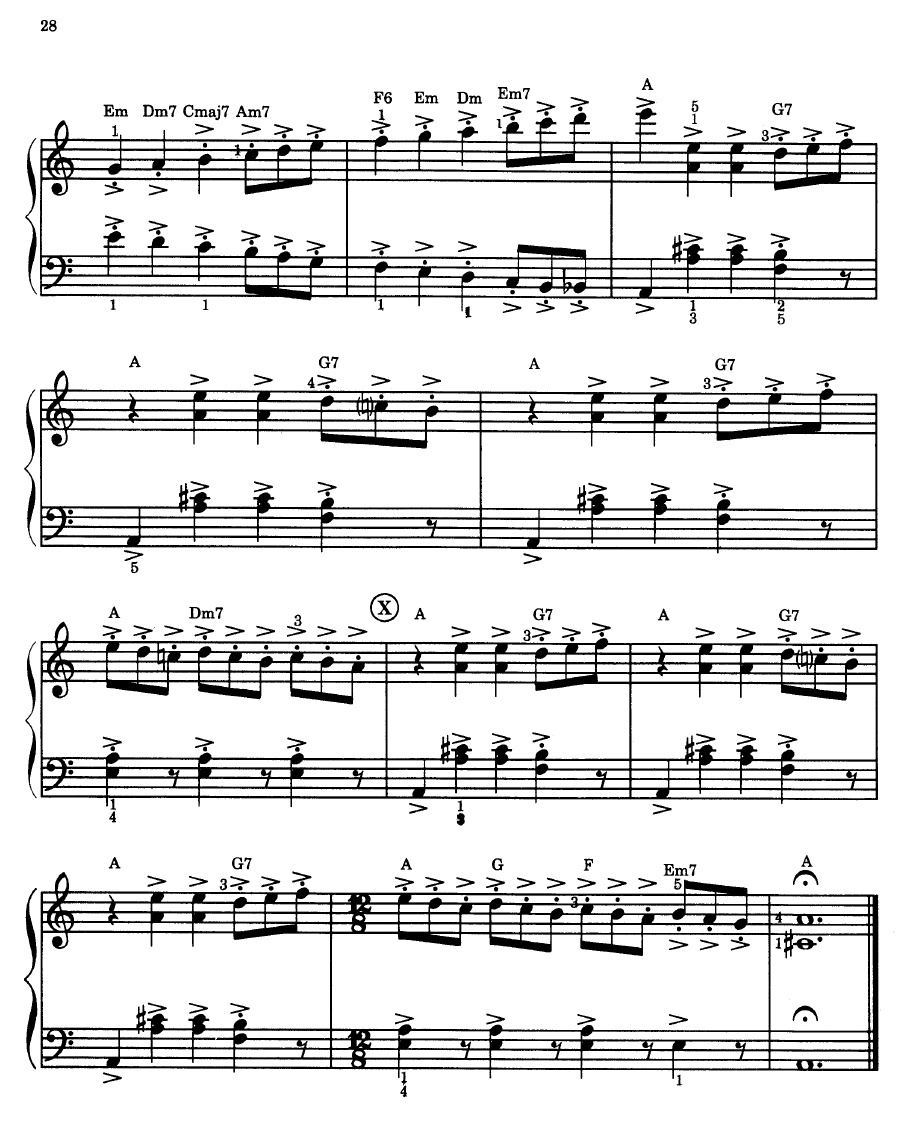 28
Em Dm7 Cmaj7 Am7 F6 Em Dm Em7 A 5 G7
1 1 1 1 1 3
1 1 1 4 1 2
3 5
A G7 A G7
4 3
5
A Dm7 3 X A G7 A G7
3
1 1
4 3
A G7 A G F Em7 A
3 12 3 5 4
8 1
12
8
1 1
4